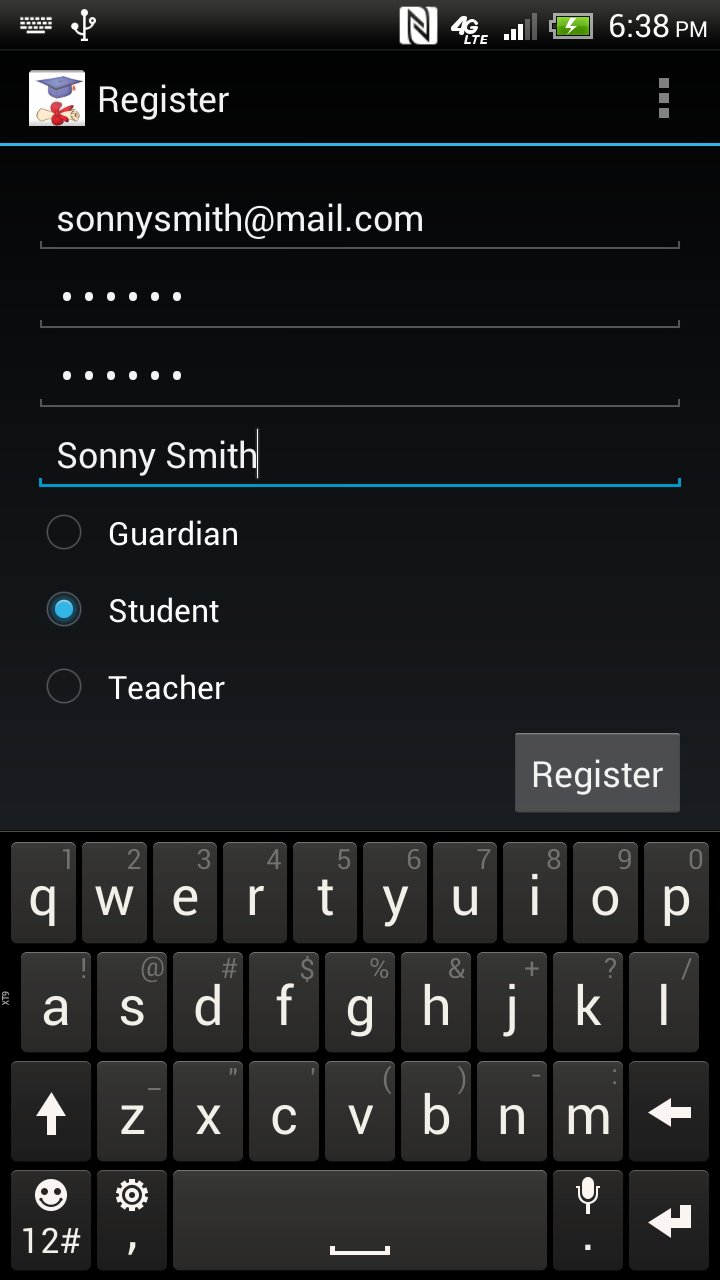 4G LTE 6:38 PM
Register
sonnysmith@mail.com
••••••
••••••
Sonny Smith
Guardian
Student
Teacher
Register
1 2 3 4 5 6 7 8 9 0
q w e r t y u i o p
! @ # $ % & + ? /
XT9 a s d f g h j k l
_ " ' ( ) - :
z x c v b n m
12# , .